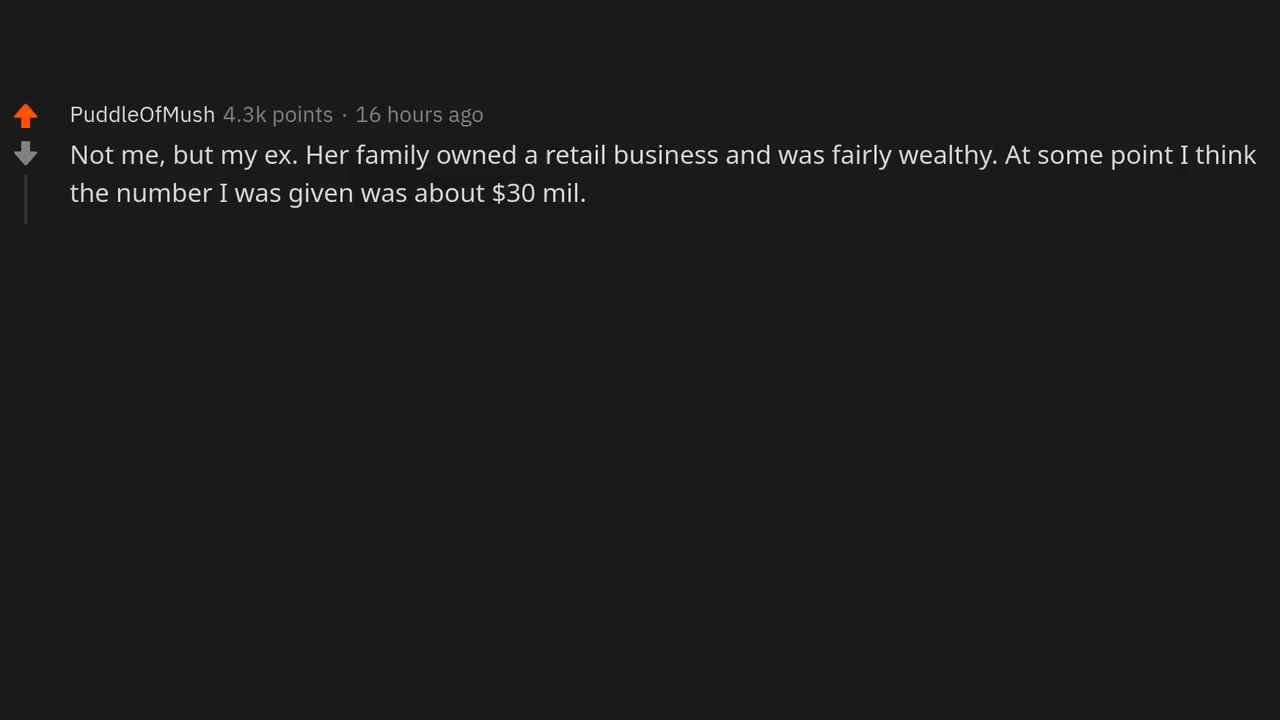 PuddleOfMush 4.3k points · 16 hours ago
Not me, but my ex. Her family owned a retail business and was fairly wealthy. At some point I think
the number I was given was about $30 mil.